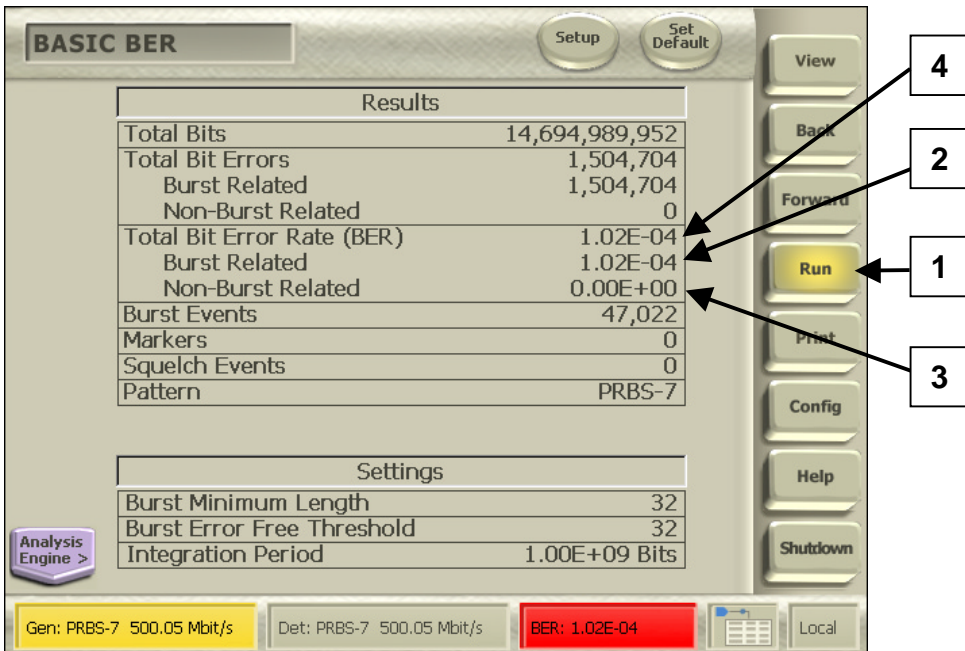 BASIC BER
Setup
Set
Default
View
4
Results
Total Bits 14,694,989,952
Back
Total Bit Errors 1,504,704
2
Burst Related 1,504,704
Non-Burst Related 0
Forward
Total Bit Error Rate (BER) 1.02E-04
Burst Related 1.02E-04
Run
1
Non-Burst Related 0.00E+00
Burst Events 47,022
Markers 0
Print
Squelch Events 0
3
Pattern PRBS-7
Config
Settings
Help
Burst Minimum Length 32
Burst Error Free Threshold 32
Integration Period 1.00E+09 Bits
Analysis
Engine >
Shutdown
Gen: PRBS-7 500.05 Mbit/s
Det: PRBS-7 500.05 Mbit/s
BER: 1.02E-04
Local